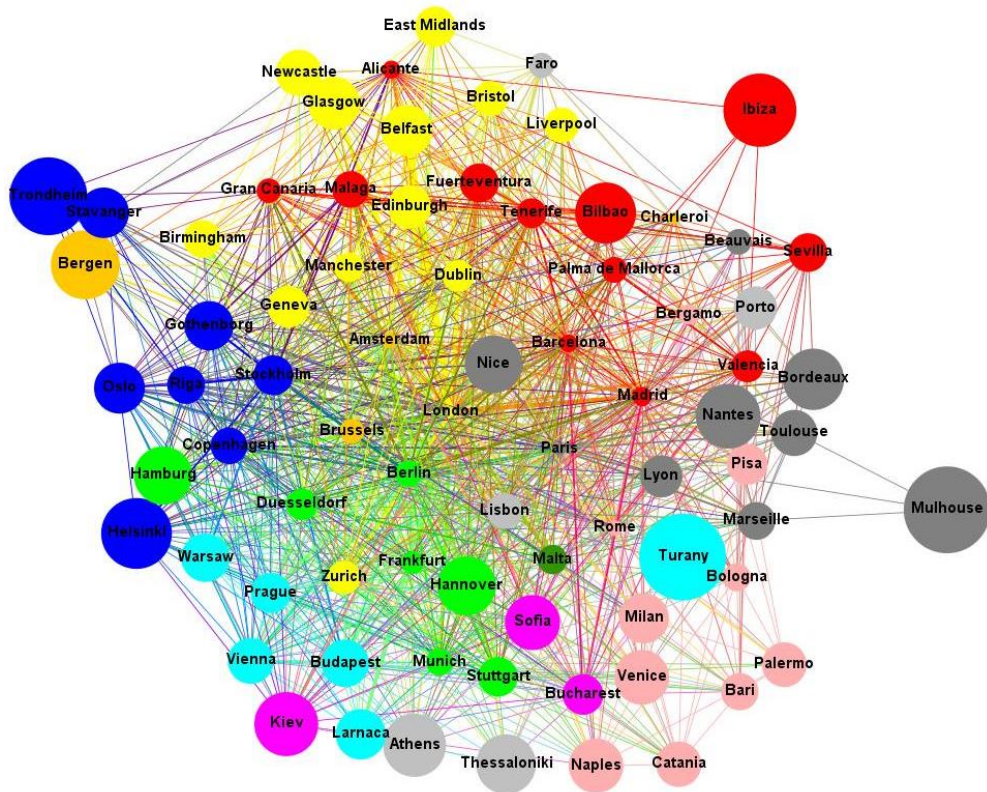 East Midlands
Alicante
Faro
Newcastle
Glasgow
Bristol
Ibiza
Belfast
Liverpool
Trondheim
Gran Canaria
Malaga
Fuerteventura
Stavanger
Edinburgh
Tenerife
Bilbao
Charleroi
Birmingham
Beauvais
Sevilla
Bergen
Manchester
Dublin
Palma de Mallorca
Geneva
Porto
Bergamo
Gothenborg
Amsterdam
Barcelona
Nice
Valencia
Stockholm
Bordeaux
Oslo
Riga
Madrid
London
Nantes
Brussels
Toulouse
Copenhagen
Paris
Hamburg
Berlin
Lyon
Pisa
Duesseldorf
Lisbon
Mulhouse
Marseille
Rome
Helsinki
Warsaw
Frankfurt
Malta
Turany
Zurich
Hannover
Bologna
Prague
Milan
Sofia
Vienna
Budapest
Munich
Palermo
Stuttgart
Venice
Bari
Bucharest
Kiev
Larnaca
Athens
Thessaloniki
Naples
Catania